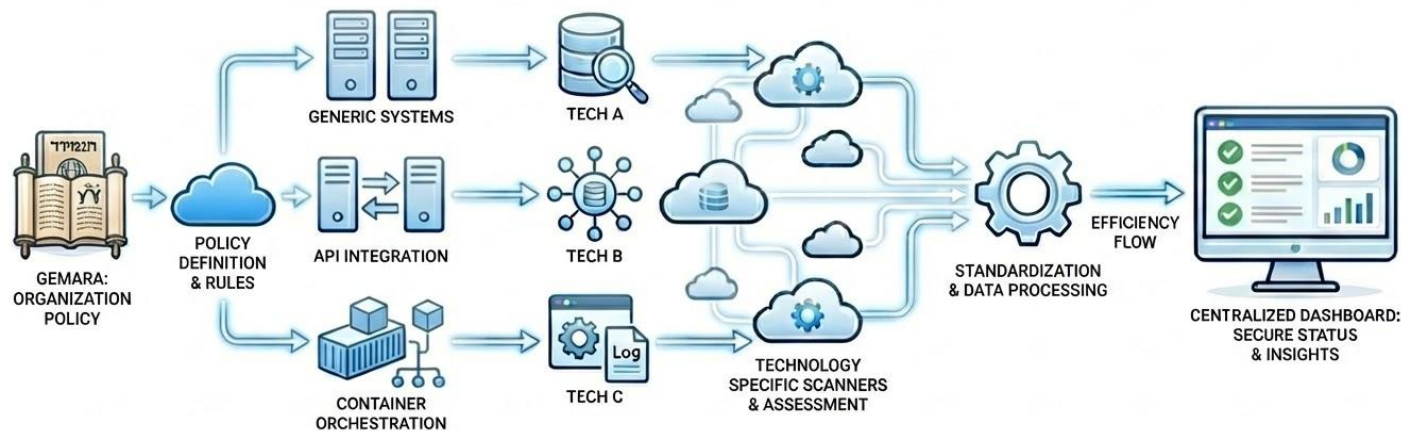 GEMARA:
ORGANIZATION
POLICY
POLICY
DEFINITION
& RULES
GENERIC SYSTEMS
API INTEGRATION
CONTAINER
ORCHESTRATION
TECH A
TECH B
Log
TECH C
TECHNOLOGY
SPECIFIC SCANNERS
& ASSESSMENT
STANDARDIZATION
& DATA PROCESSING
EFFICIENCY
FLOW
CENTRALIZED DASHBOARD:
SECURE STATUS
& INSIGHTS